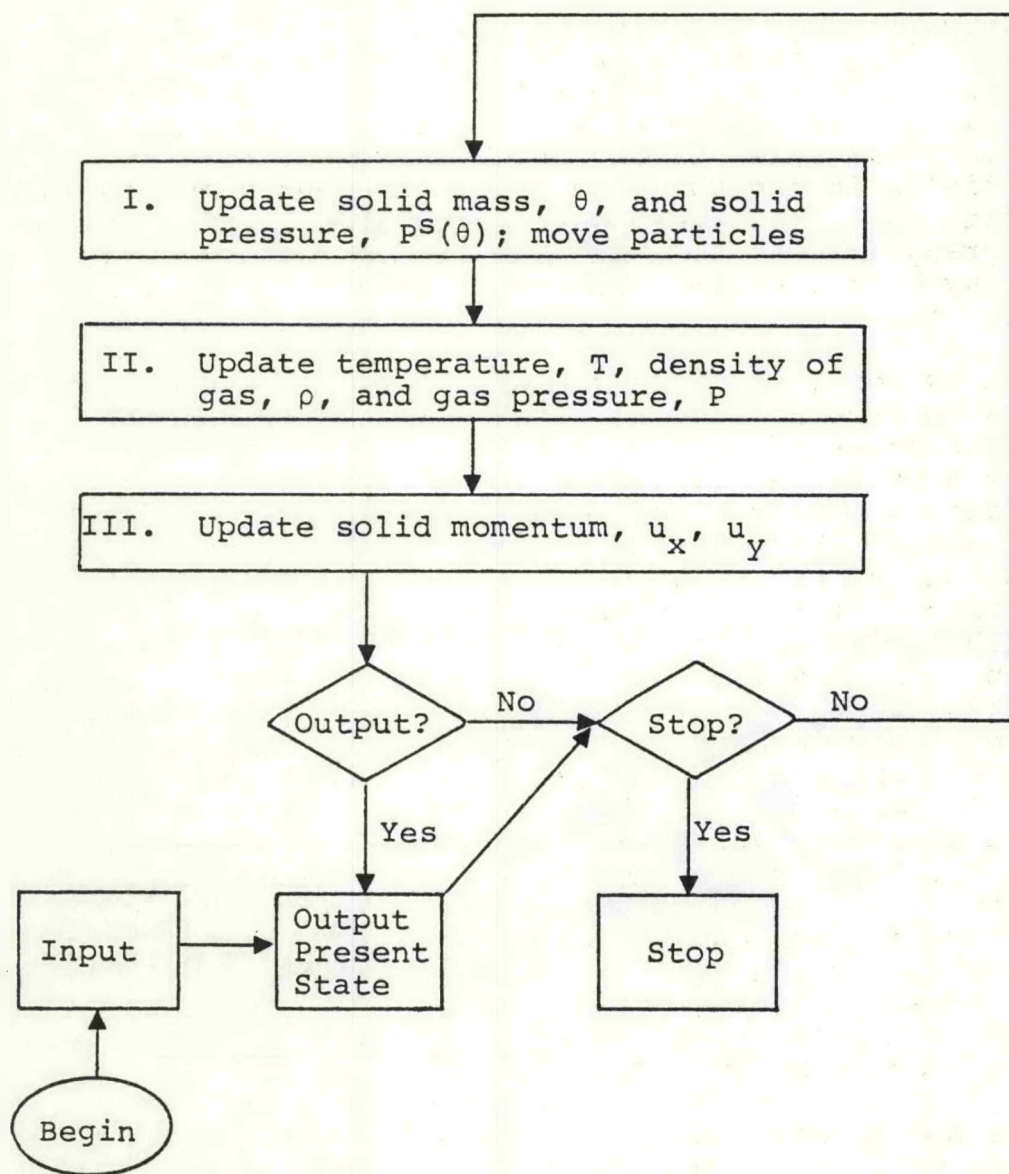 I. Update solid mass, θ, and solid
pressure, Pˢ(θ); move particles
II. Update temperature, T, density of
gas, ρ, and gas pressure, P
III. Update solid momentum, u_x, u_y
Output?
No
Stop?
No
Yes
Yes
Input
Output
Present
State
Stop
Begin